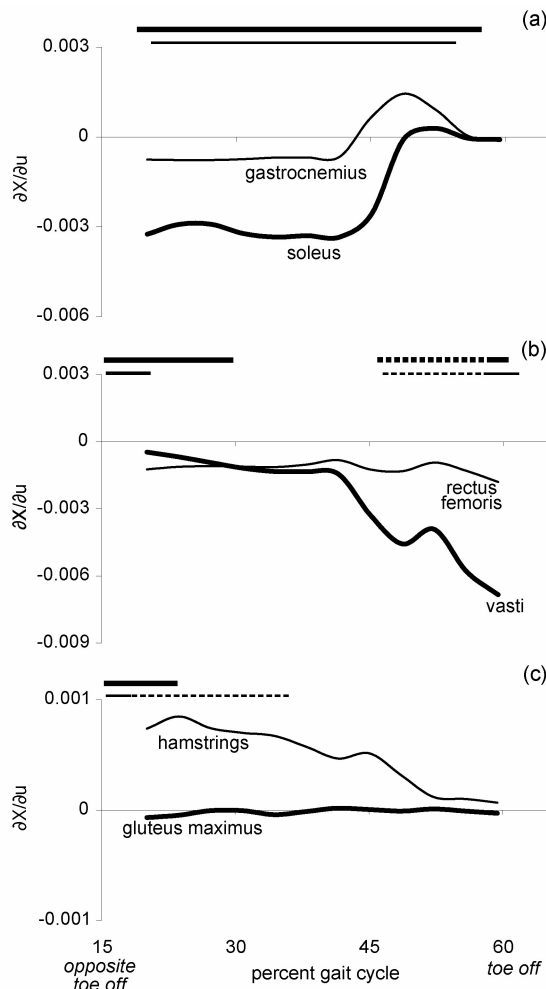 (a)
0.003
0
-0.003
-0.006
∂X/∂u
gastrocnemius
soleus
(b)
0.003
0
-0.003
-0.006
-0.009
∂X/∂u
rectus
femoris
vasti
(c)
0.001
0
-0.001
∂X/∂u
hamstrings
gluteus maximus
15 30 45 60
opposite percent gait cycle toe off
toe off